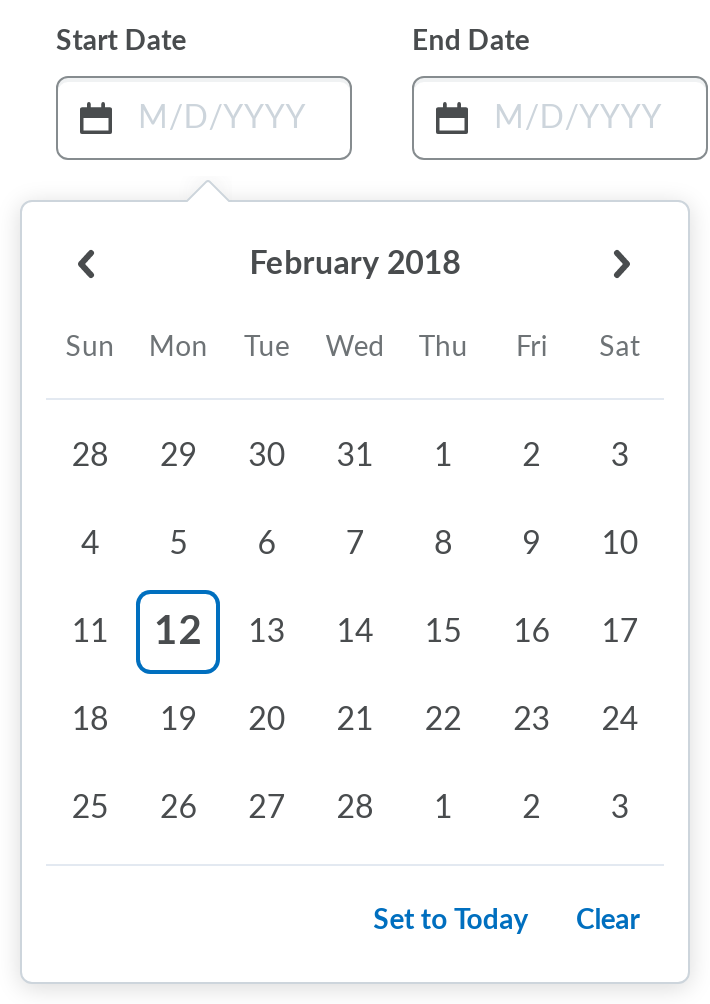 Start Date End Date
M/D/YYYY M/D/YYYY
February 2018
Sun Mon Tue Wed Thu Fri Sat
28 29 30 31 1 2 3
4 5 6 7 8 9 10
11 12 13 14 15 16 17
18 19 20 21 22 23 24
25 26 27 28 1 2 3
Set to Today Clear